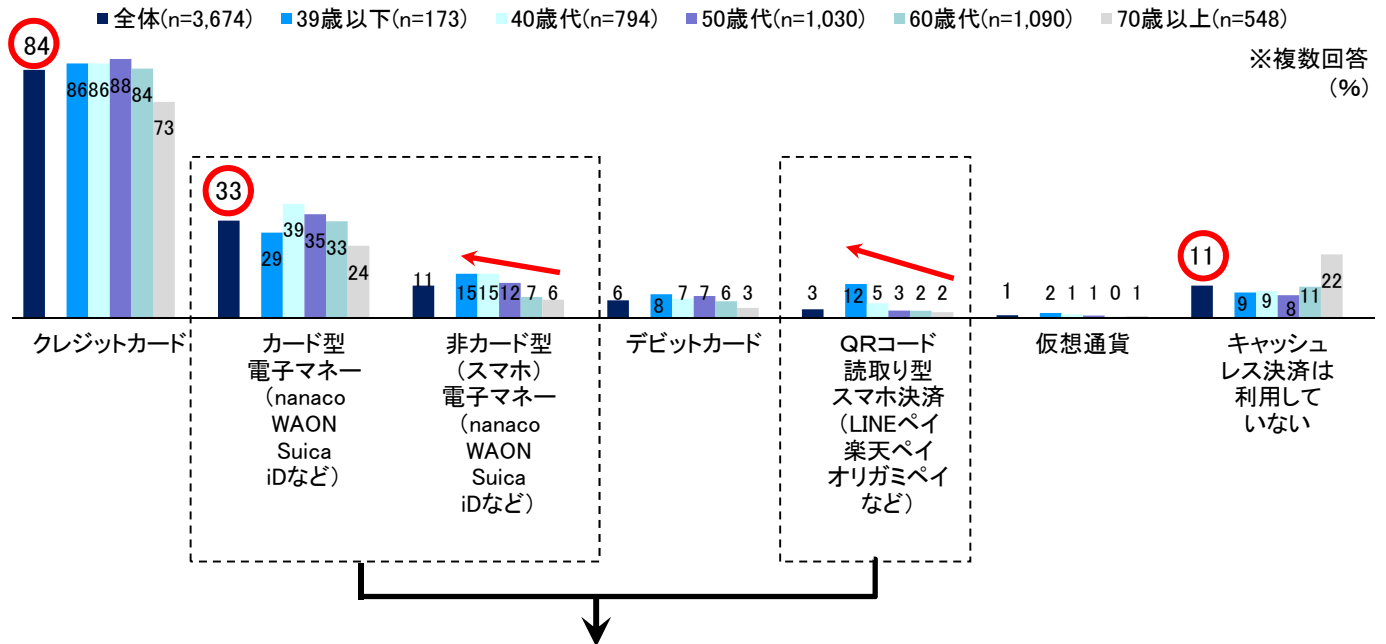 ■全体(n=3,674) ■39歳以下(n=173) ■40歳代(n=794) ■50歳代(n=1,030) ■60歳代(n=1,090) ■70歳以上(n=548)
※複数回答
(%)
84 86 86 88 84 73
33 29 39 35 33 24
11 15 15 12 7 6
6 8 7 7 6 3
3 12 5 3 2 2
1 2 1 1 0 1
11 9 9 8 11 22
クレジットカード
カード型
電子マネー
(nanaco
WAON
Suica
iDなど)
非カード型
(スマホ)
電子マネー
(nanaco
WAON
Suica
iDなど)
デビットカード
QRコード
読取り型
スマホ決済
(LINEペイ
楽天ペイ
オリガミペイ
など)
仮想通貨
キャッシュ
レス決済は
利用して
いない